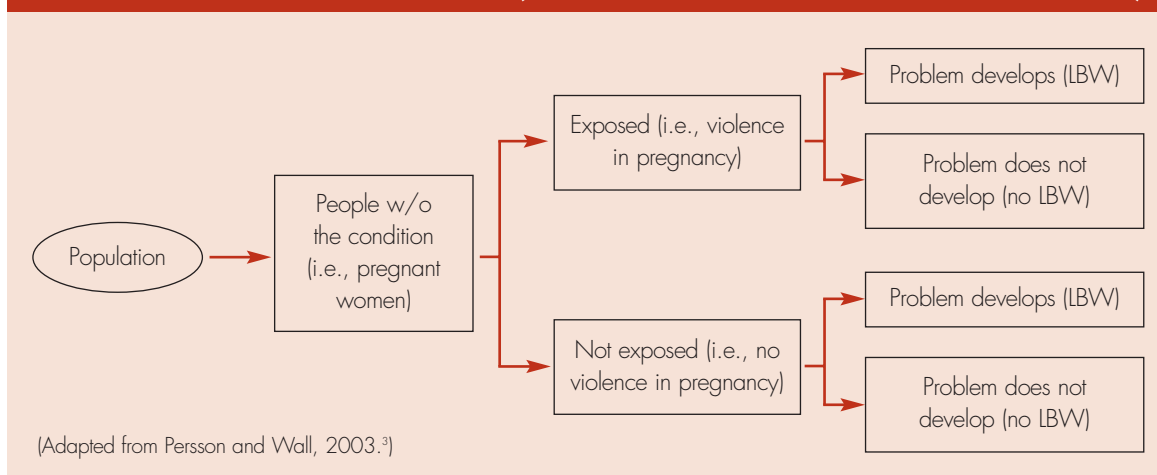 Population
People w/o
the condition
(i.e., pregnant
women)
Exposed (i.e., violence
in pregnancy)
Problem develops (LBW)
Problem does not
develop (no LBW)
Not exposed (i.e., no
violence in pregnancy)
Problem develops (LBW)
Problem does not
develop (no LBW)
(Adapted from Persson and Wall, 2003.³)